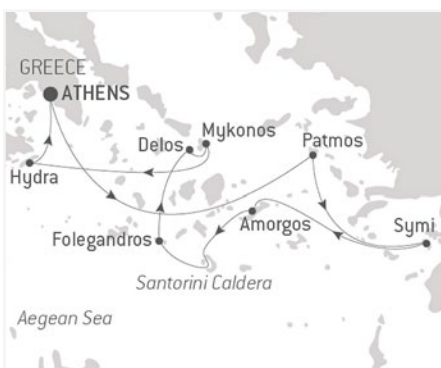 GREECE
ATHENS
Mykonos
Delos
Patmos
Hydra
Amorgos
Symi
Folegandros
Santorini Caldera
Aegean Sea